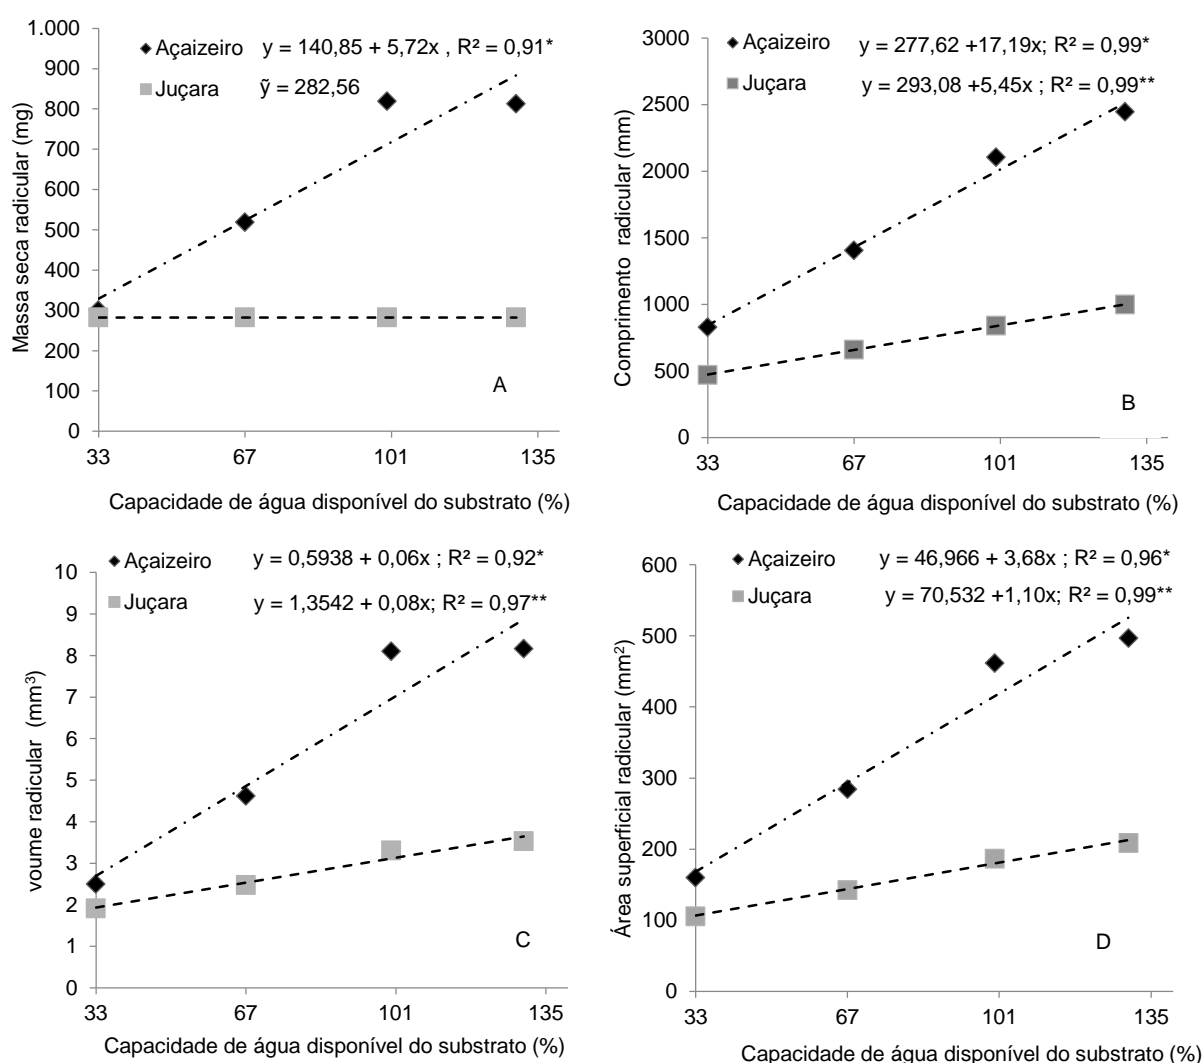 Açaizeiro y = 140,85 + 5,72x , R² = 0,91*
Juçara ỹ = 282,56
Massa seca radicular (mg)
1.000
900
800
700
600
500
400
300
200
100
0
33 67 101 135
A
Capacidade de água disponível do substrato (%)
Açaizeiro y = 277,62 +17,19x; R² = 0,99*
Juçara y = 293,08 +5,45x ; R² = 0,99**
Comprimento radicular (mm)
3000
2500
2000
1500
1000
500
0
33 67 101 135
B
Capacidade de água disponível do substrato (%)
Açaizeiro y = 0,5938 + 0,06x ; R² = 0,92*
Juçara y = 1,3542 + 0,08x; R² = 0,97**
voume radicular (mm³)
10
9
8
7
6
5
4
3
2
1
0
33 67 101 135
C
Capacidade de água disponível do substrato (%)
Açaizeiro y = 46,966 + 3,68x ; R² = 0,96*
Juçara y = 70,532 +1,10x; R² = 0,99**
Área superficial radicular (mm²)
600
500
400
300
200
100
0
33 67 101 135
D
Capacidade de água disponível do substrato (%)